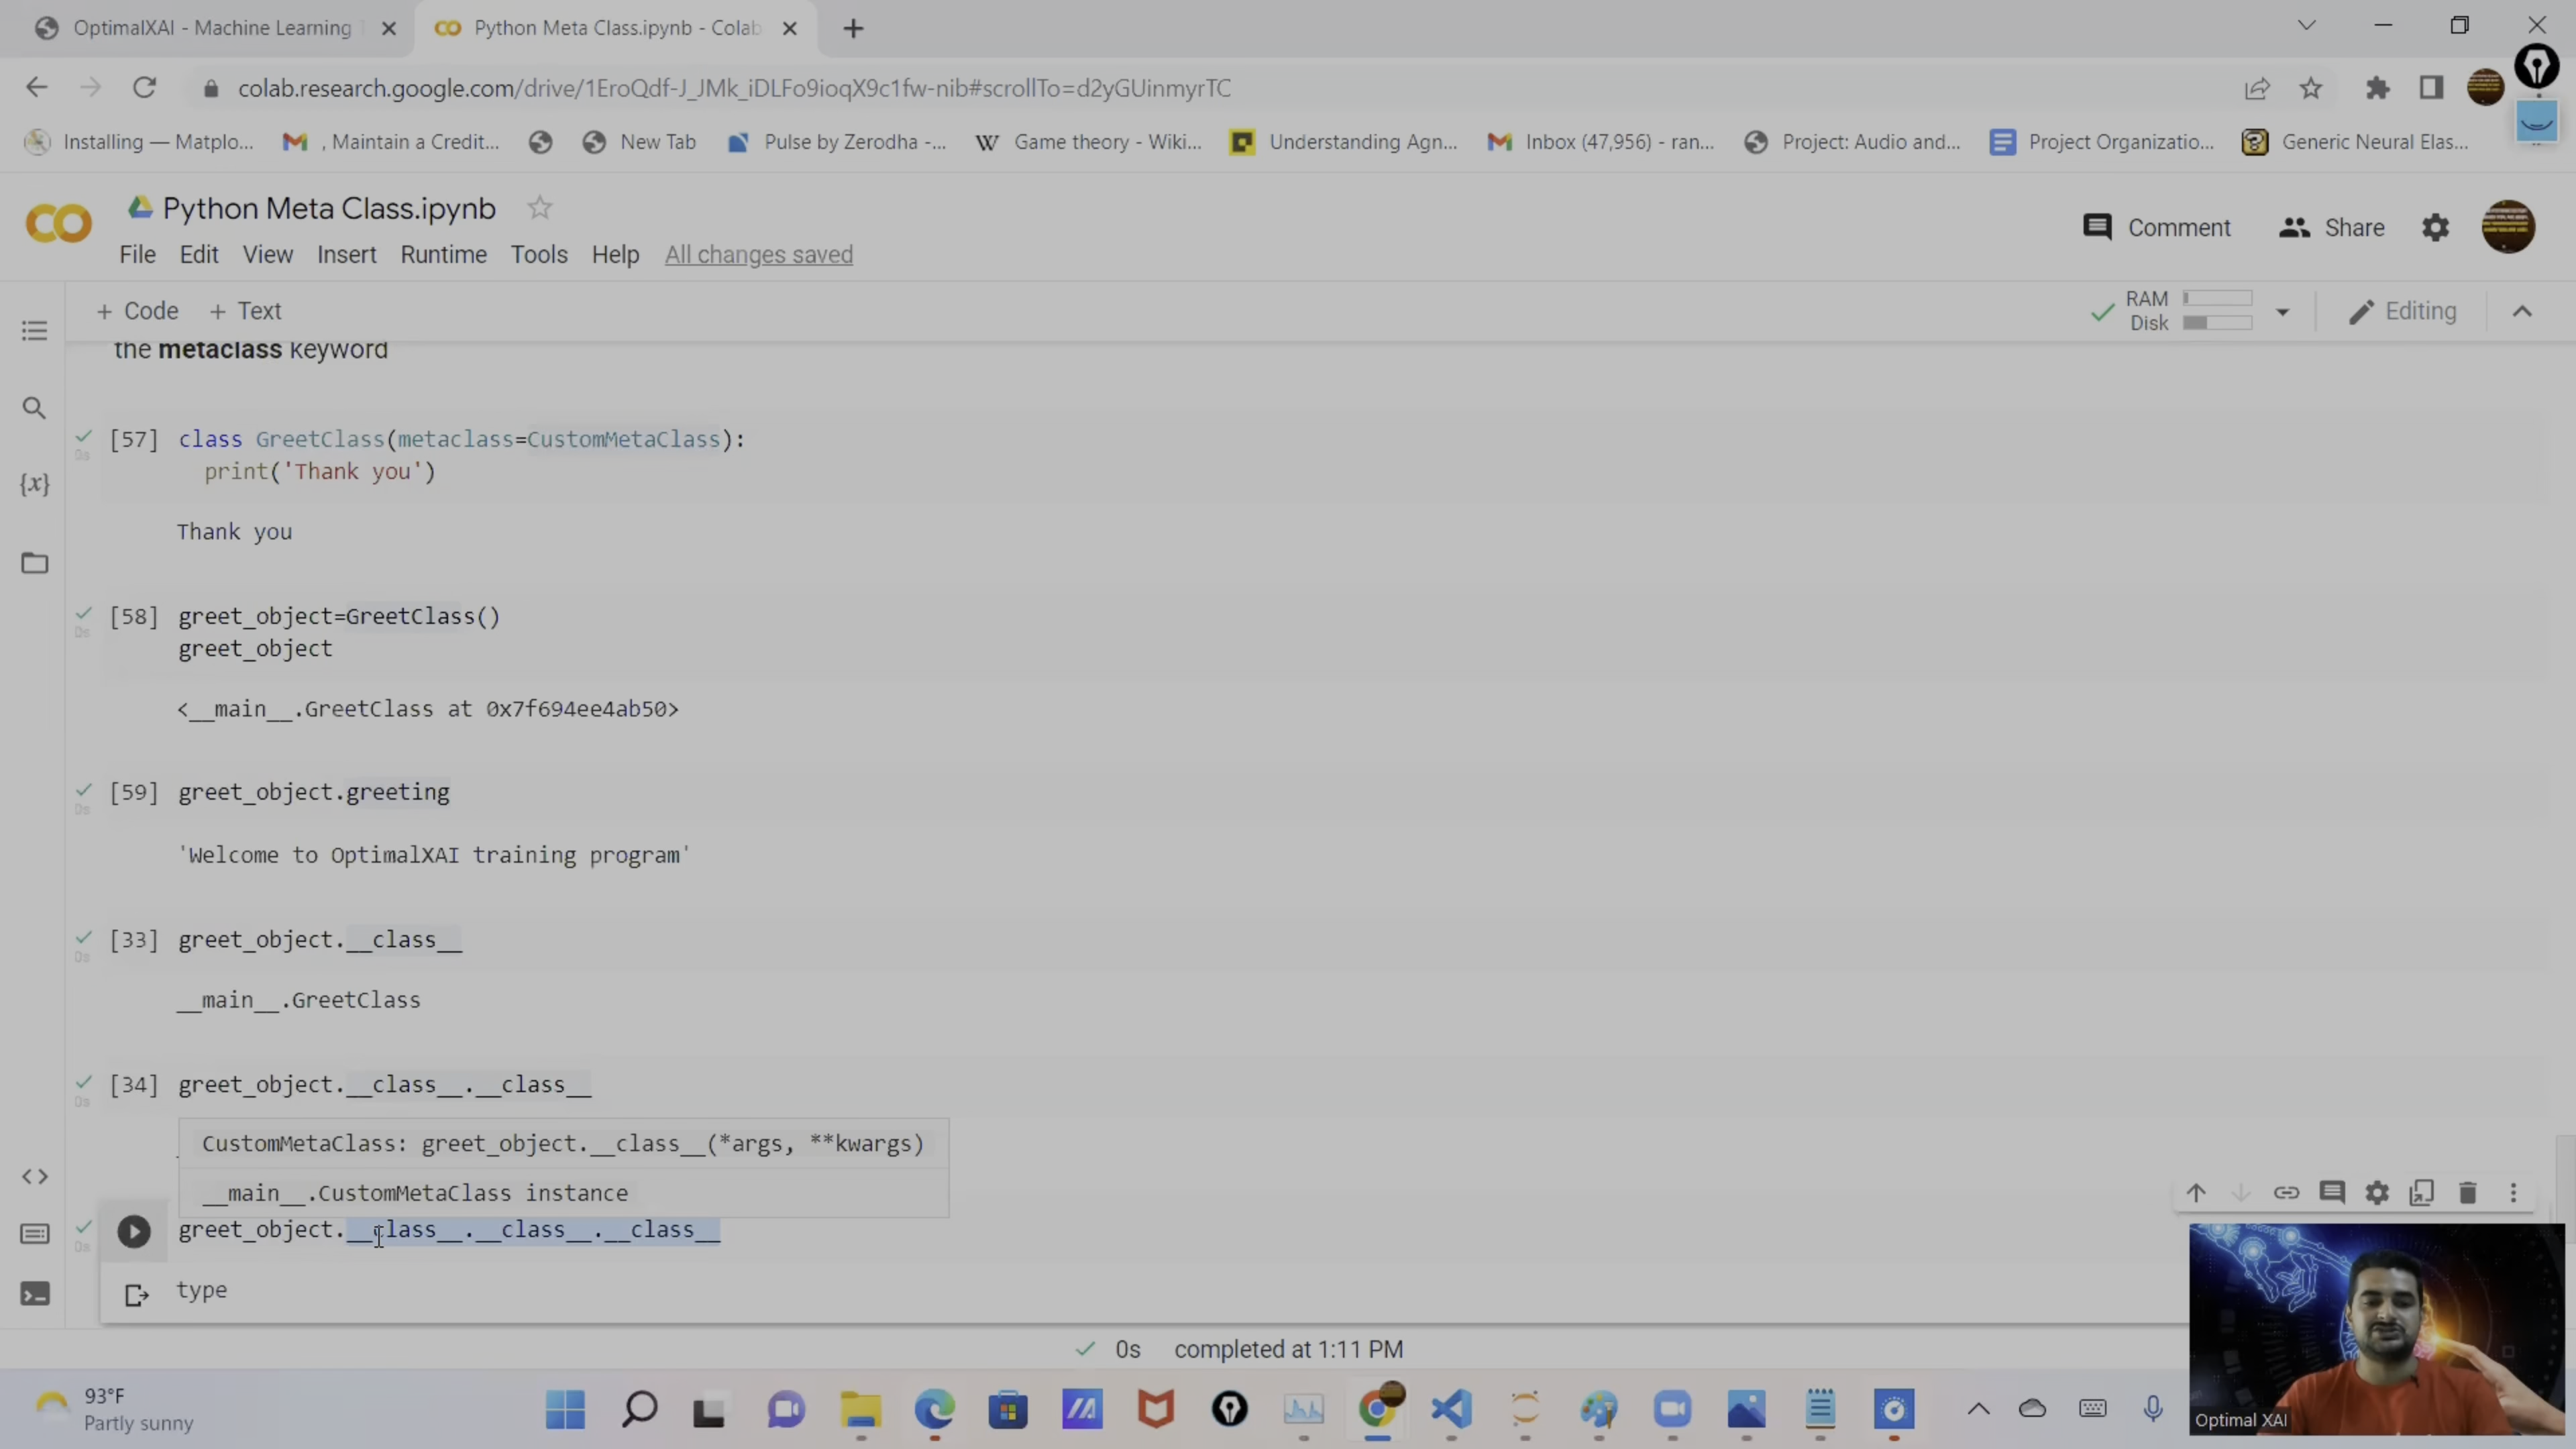 OptimalXAI - Machine Learning
Python Meta Class.ipynb - Colab
colab.research.google.com/drive/1EroQdf-J_JMk_iDLFo9ioqX9c1fw-nib#scrollTo=d2yGUinmyrTC
Installing — Matplo...
, Maintain a Credit...
New Tab
Pulse by Zerodha -...
Game theory - Wiki...
Understanding Agn...
Inbox (47,956) - ran...
Project: Audio and...
Project Organizatio...
Generic Neural Elas...
Python Meta Class.ipynb
Comment
Share
File Edit View Insert Runtime Tools Help All changes saved
+ Code + Text
RAM
Disk
Editing
the metaclass keyword
[57] class GreetClass(metaclass=CustomMetaClass):
0s
print('Thank you')
Thank you
[58] greet_object=GreetClass()
0s
greet_object
<__main__.GreetClass at 0x7f694ee4ab50>
[59] greet_object.greeting
0s
'Welcome to OptimalXAI training program'
[33] greet_object.__class__
0s
__main__.GreetClass
[34] greet_object.__class__.__class__
0s
CustomMetaClass: greet_object.__class__(*args, **kwargs)
__main__.CustomMetaClass instance
greet_object.__class__.__class__.__class__
0s
type
0s completed at 1:11 PM
93°F
Partly sunny
Optimal XAI